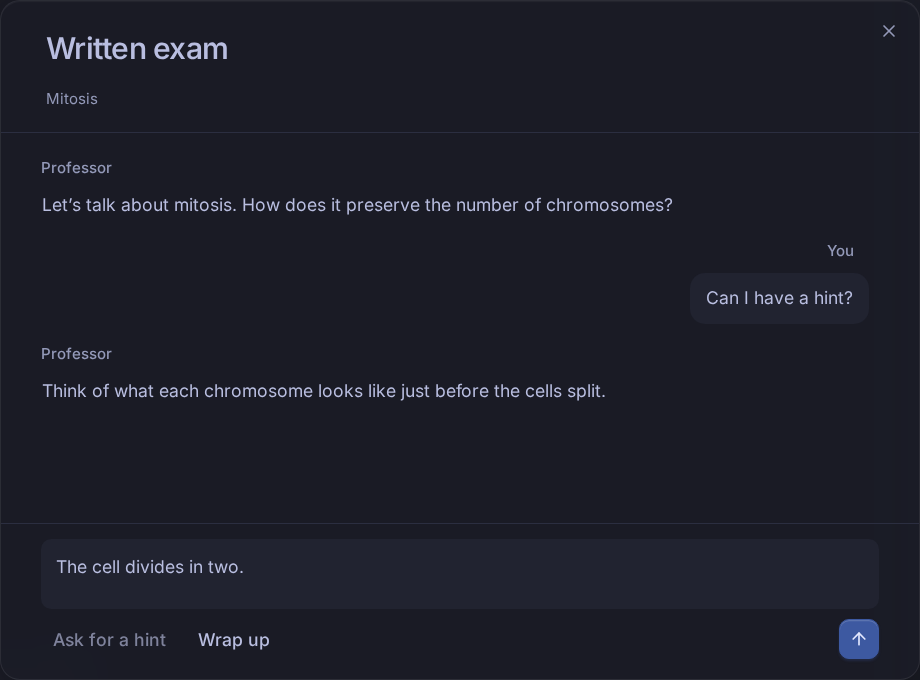 Written exam
Mitosis
Professor
Let’s talk about mitosis. How does it preserve the number of chromosomes?
You
Can I have a hint?
Professor
Think of what each chromosome looks like just before the cells split.
The cell divides in two.
Ask for a hint
Wrap up